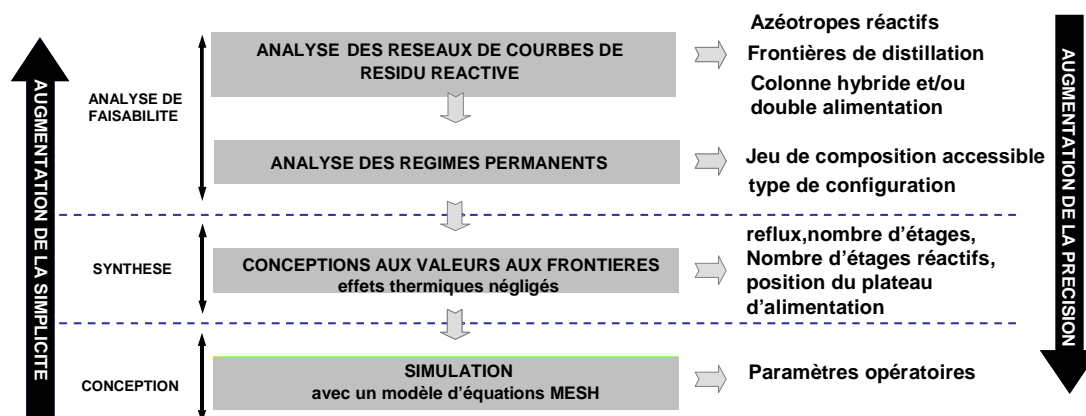 AUGMENTATION DE LA SIMPLICITE
ANALYSE DE
FAISABILITE
ANALYSE DES RESEAUX DE COURBES DE
RESIDU REACTIVE
Azéotropes réactifs
Frontières de distillation
Colonne hybride et/ou
double alimentation
ANALYSE DES REGIMES PERMANENTS
Jeu de composition accessible
type de configuration
SYNTHESE
CONCEPTIONS AUX VALEURS AUX FRONTIERES
effets thermiques négligés
reflux,nombre d'étages,
Nombre d'étages réactifs,
position du plateau
d'alimentation
CONCEPTION
SIMULATION
avec un modèle d'équations MESH
Paramètres opératoires
AUGMENTATION DE LA PRECISION